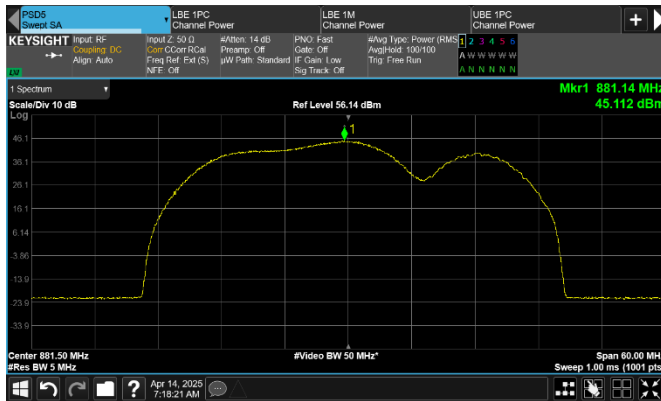 PSD5
Swept SA
LBE 1PC
Channel Power
LBE 1M
Channel Power
UBE 1PC
Channel Power
KEYSIGHT
Input: RF
Coupling: DC
Align: Auto
Input Z: 50 Ω
Corr CCorr RCal
Freq Ref: Ext (S)
NFE: Off
#Atten: 14 dB
Preamp: Off
µW Path: Standard
PNO: Fast
Gate: Off
IF Gain: Low
Sig Track: Off
#Avg Type: Power (RMS
Avg|Hold: 100/100
Trig: Free Run
1 2 3 4 5 6
A W W W W W
A N N N N N
1 Spectrum
Mkr1 881.14 MHz
45.112 dBm
Scale/Div 10 dB
Ref Level 56.14 dBm
Log
1
46.1
36.1
26.1
16.1
6.14
-3.86
-13.9
-23.9
-33.9
Center 881.50 MHz
#Video BW 50 MHz*
Span 60.00 MHz
#Res BW 5 MHz
Sweep 1.00 ms (1001 pts)
?
Apr 14, 2025
7:18:21 AM